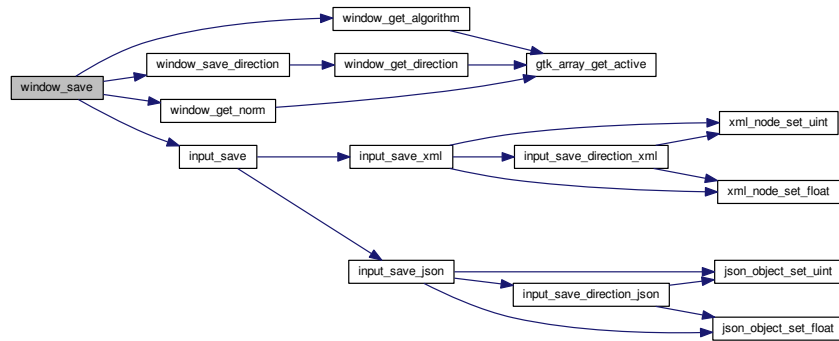 window_get_algorithm
window_save_direction
window_get_direction
gtk_array_get_active
window_save
window_get_norm
xml_node_set_uint
input_save
input_save_xml
input_save_direction_xml
xml_node_set_float
input_save_json
json_object_set_uint
input_save_direction_json
json_object_set_float